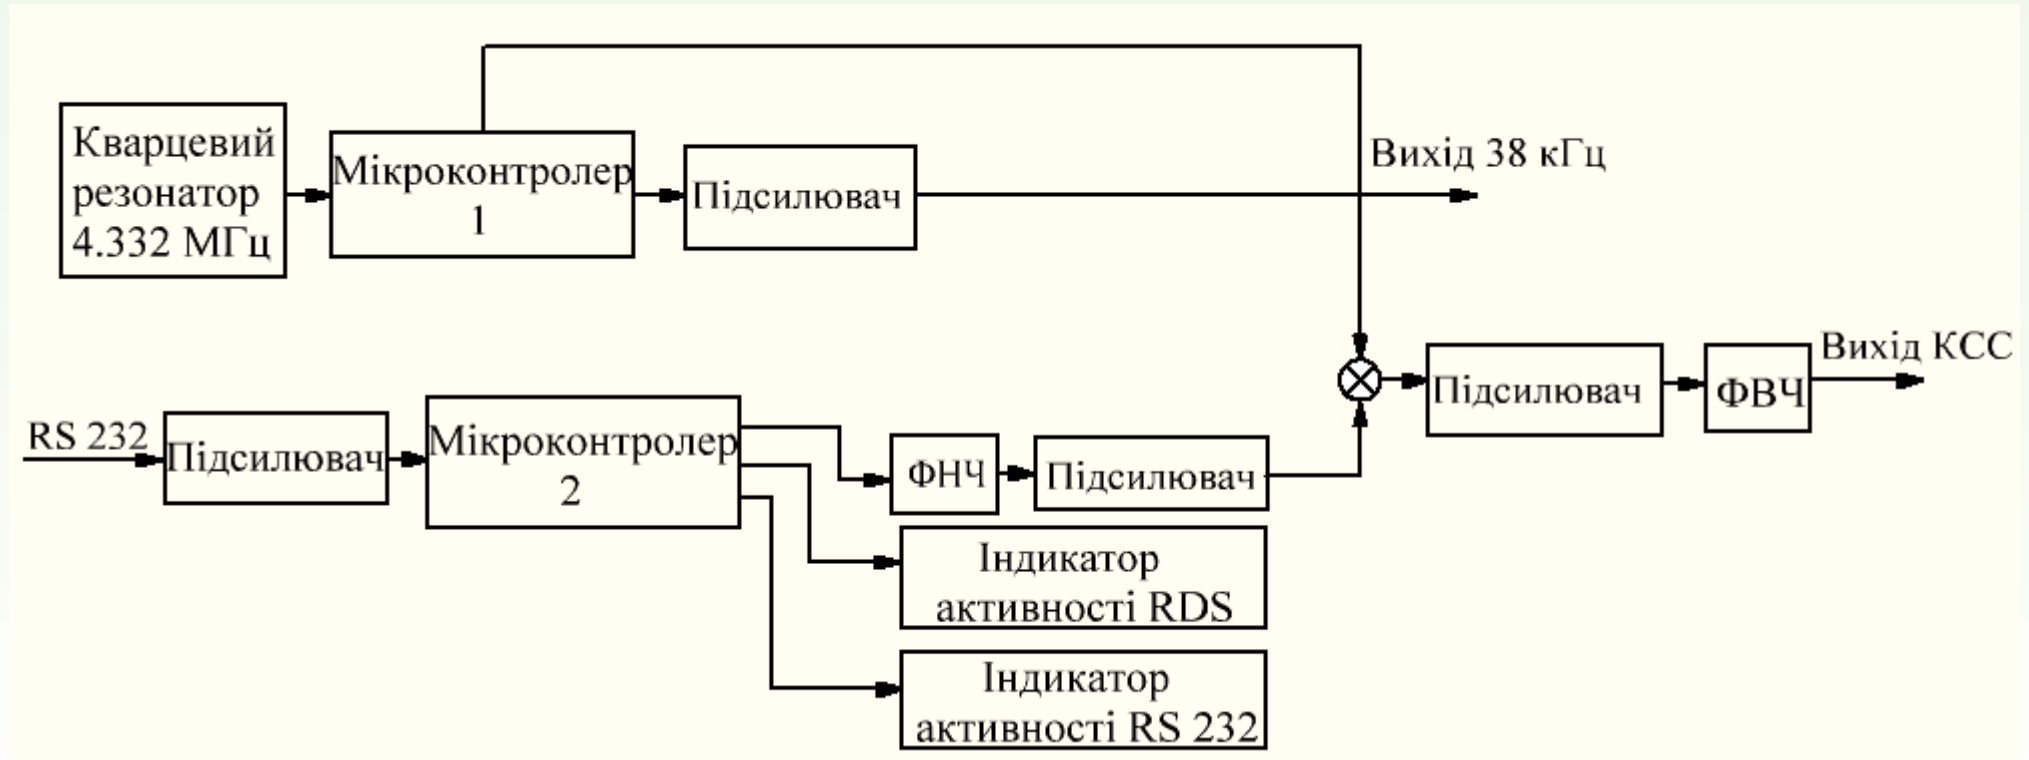 Кварцевий
резонатор
4.332 МГц
Мікроконтролер
1
Підсилювач
Вихід 38 кГц
RS 232
Підсилювач
Мікроконтролер
2
ФНЧ
Підсилювач
Підсилювач
ФВЧ
Вихід КСС
Індикатор
активності RDS
Індикатор
активності RS 232